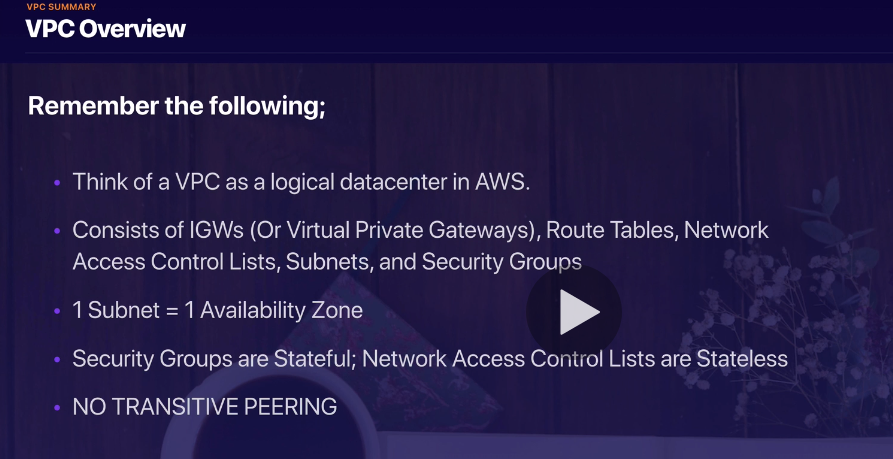 VPC SUMMARY
VPC Overview
Remember the following;
• Think of a VPC as a logical datacenter in AWS.
• Consists of IGWs (Or Virtual Private Gateways), Route Tables, Network
Access Control Lists, Subnets, and Security Groups
• 1 Subnet = 1 Availability Zone
• Security Groups are Stateful; Network Access Control Lists are Stateless
• NO TRANSITIVE PEERING